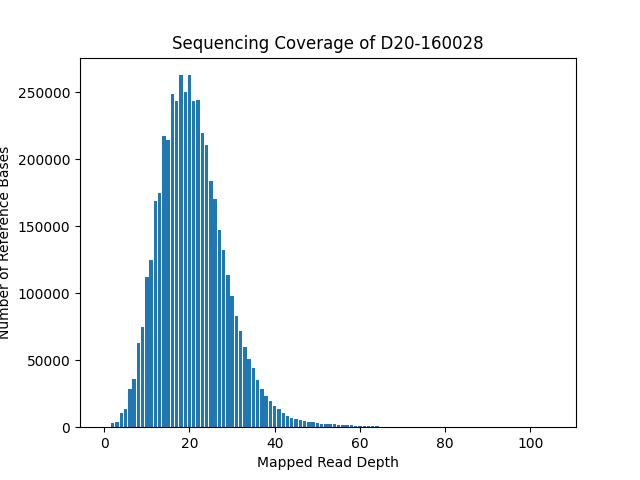 Sequencing Coverage of D20-160028
250000
200000
150000
100000
50000
0
Number of Reference Bases
0 20 40 60 80 100
Mapped Read Depth